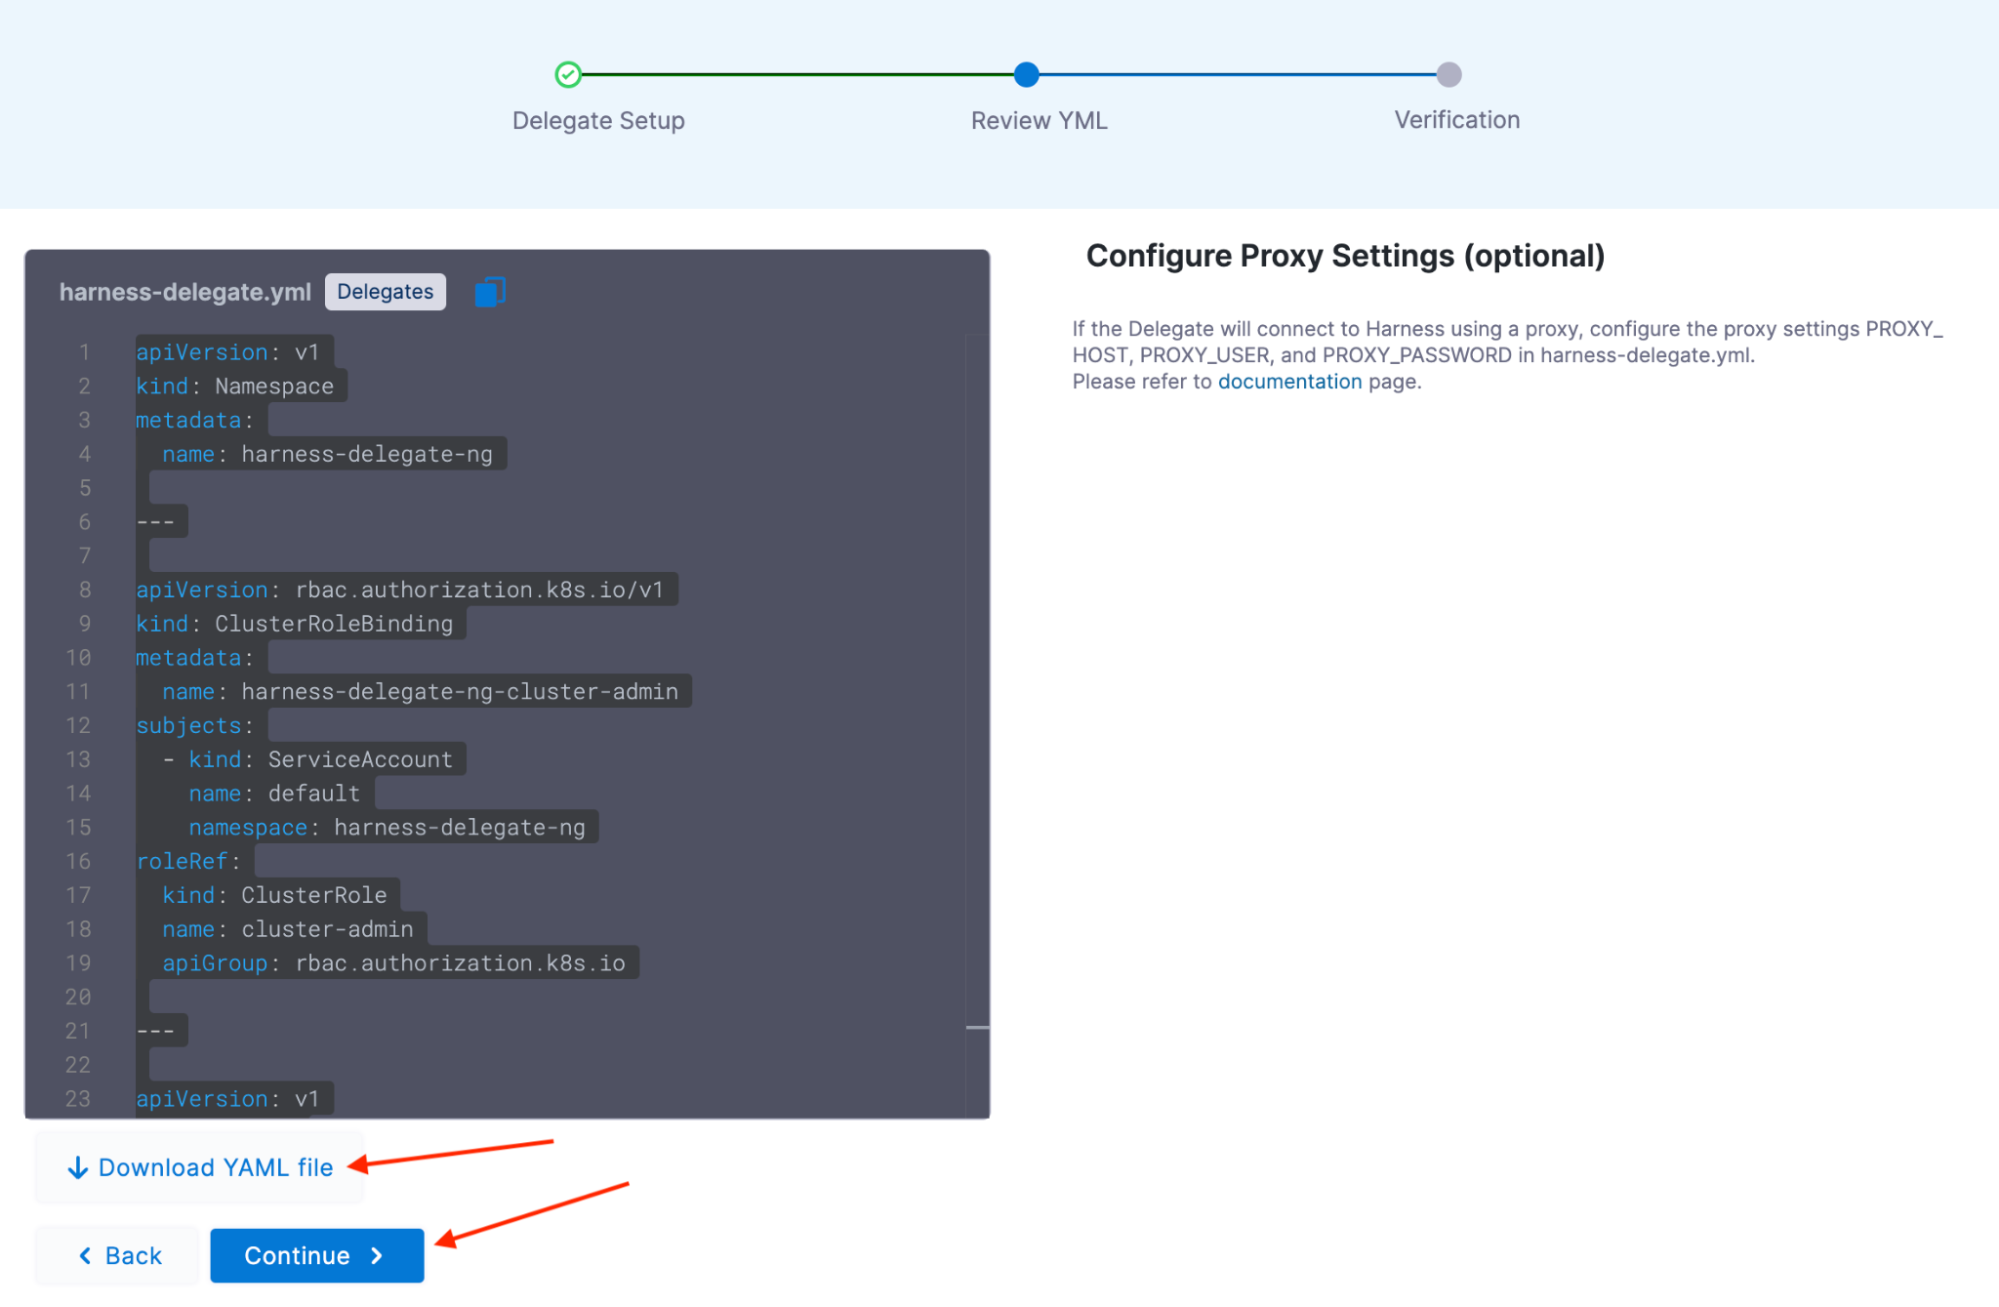 Delegate Setup
Review YML
Verification
harness-delegate.yml Delegates
1 apiVersion: v1
2 kind: Namespace
3 metadata:
4   name: harness-delegate-ng
5
6 ---
7
8 apiVersion: rbac.authorization.k8s.io/v1
9 kind: ClusterRoleBinding
10 metadata:
11   name: harness-delegate-ng-cluster-admin
12 subjects:
13   - kind: ServiceAccount
14     name: default
15     namespace: harness-delegate-ng
16 roleRef:
17   kind: ClusterRole
18   name: cluster-admin
19   apiGroup: rbac.authorization.k8s.io
20
21 ---
22
23 apiVersion: v1
Configure Proxy Settings (optional)
If the Delegate will connect to Harness using a proxy, configure the proxy settings PROXY_
HOST, PROXY_USER, and PROXY_PASSWORD in harness-delegate.yml.
Please refer to documentation page.
Download YAML file
Back
Continue